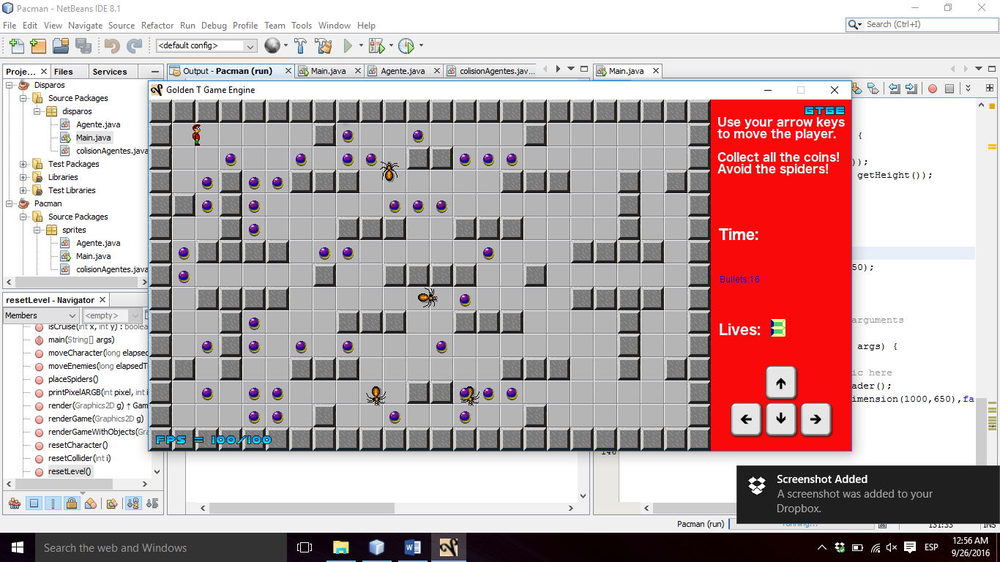 Pacman - NetBeans IDE 8.1
File Edit View Navigate Source Refactor Run Debug Profile Team Tools Window Help
Search (Ctrl+I)
<default config>
Proje... Files Services
Output - Pacman (run) Main.java Agente.java colisionAgentes.jav... Main.java
Disparos
Source Packages
disparos
Agente.java
Main.java
colisionAgentes.java
Test Packages
Libraries
Test Libraries
Pacman
Source Packages
sprites
Agente.java
Main.java
colisionAgentes.java
resetLevel - Navigator
Members <empty>
isCruise(int x, int y) : boolean
main(String[] args)
moveCharacter(long elapsed
moveEnemies(long elapsedT
placeSpiders()
printPixelARGB(int pixel, int i
render(Graphics2D g) ↑ Gam
renderGame(Graphics2D g)
renderGameWithObjects(Gra
resetCharacter()
resetCollider(int i)
resetLevel()
Golden T Game Engine
GTGE
Use your arrow keys
to move the player.
Collect all the coins!
Avoid the spiders!
Time:
Bullets:16
Lives:
FPS = 100/100
{
));
getHeight());
50);
arguments
args) {
ic here
ader();
imension(1000,650),fa
146
Screenshot Added
A screenshot was added to your
Dropbox.
Pacman (run) running... 131:33 INS
Search the web and Windows
ESP
12:56 AM
9/26/2016